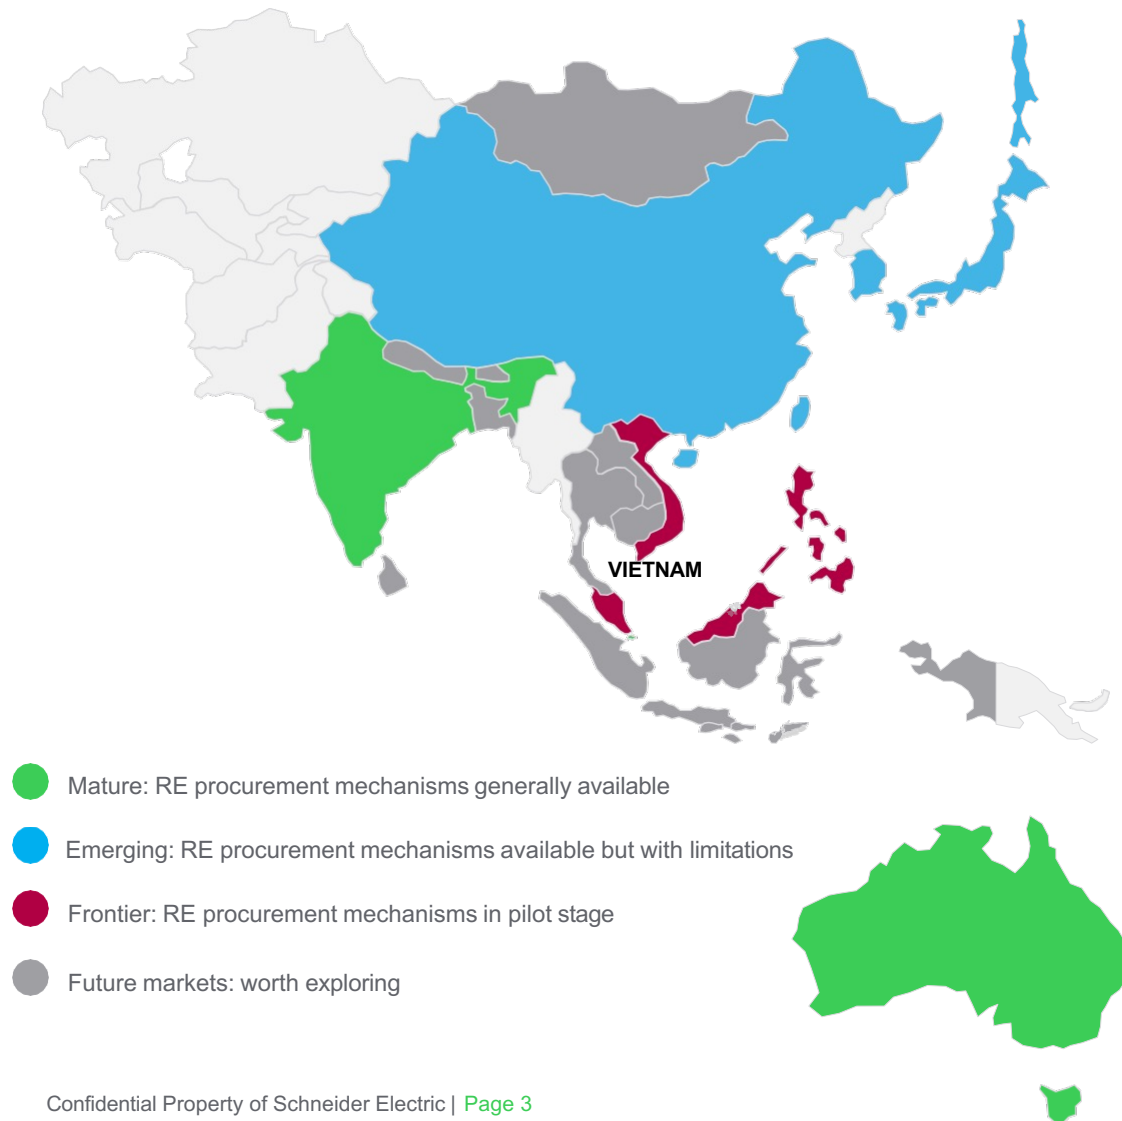 VIETNAM
Mature: RE procurement mechanisms generally available
Emerging: RE procurement mechanisms available but with limitations
Frontier: RE procurement mechanisms in pilot stage
Future markets: worth exploring
Confidential Property of Schneider Electric | Page 3